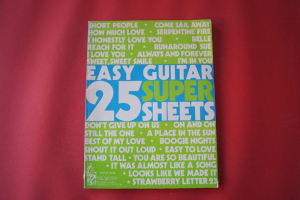 SHORT PEOPLE • COME SAIL AWAY
HOW MUCH LOVE • SERPENTINE FIRE
I HONESTLY LOVE YOU • BELLE
REACH FOR IT • RUNAROUND SUE
I LOVE YOU • ALWAYS AND FOREVER
SWEET, SWEET SMILE • I'M IN YOU
EASY GUITAR
25 SUPER
SHEETS
DON'T GIVE UP ON US • ON AND ON
STILL THE ONE • A PLACE IN THE SUN
BEST OF MY LOVE • BOOGIE NIGHTS
SHOUT IT OUT LOUD • EASY TO LOVE
STAND TALL • YOU ARE SO BEAUTIFUL
IT WAS ALMOST LIKE A SONG
LOOKS LIKE WE MADE IT
STRAWBERRY LETTER 23